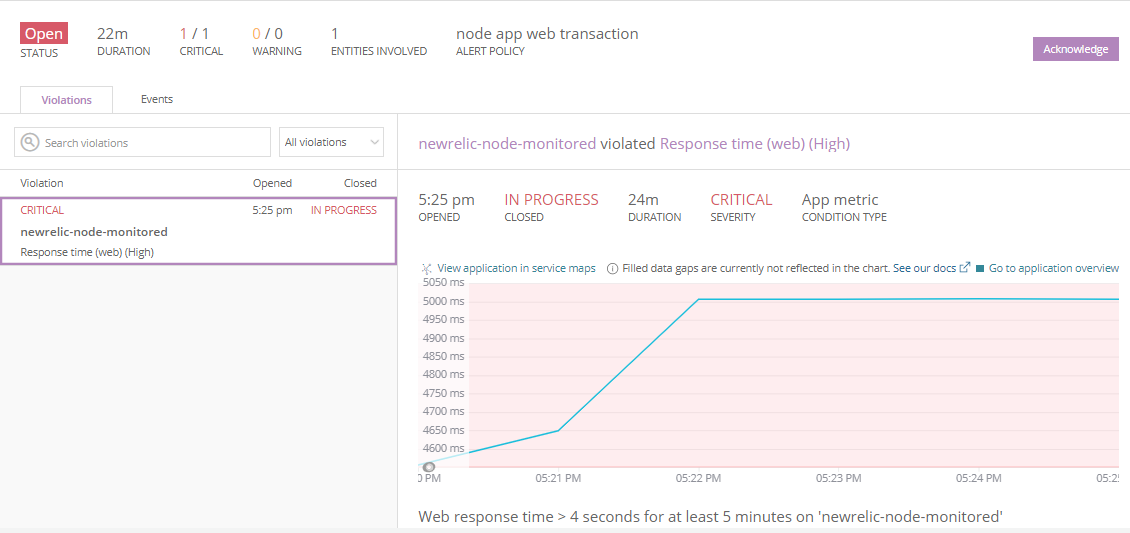 Open
STATUS
22m
DURATION
1 / 1
CRITICAL
0 / 0
WARNING
1
ENTITIES INVOLVED
node app web transaction
ALERT POLICY
Acknowledge
Violations
Events
Search violations
All violations
Violation Opened Closed
CRITICAL 5:25 pm IN PROGRESS
newrelic-node-monitored
Response time (web) (High)
newrelic-node-monitored violated Response time (web) (High)
5:25 pm
OPENED
IN PROGRESS
CLOSED
24m
DURATION
CRITICAL
SEVERITY
App metric
CONDITION TYPE
View application in service maps
Filled data gaps are currently not reflected in the chart. See our docs
Go to application overview
5050 ms
5000 ms
4950 ms
4900 ms
4850 ms
4800 ms
4750 ms
4700 ms
4650 ms
4600 ms
0 PM 05:21 PM 05:22 PM 05:23 PM 05:24 PM 05:25
Web response time > 4 seconds for at least 5 minutes on 'newrelic-node-monitored'